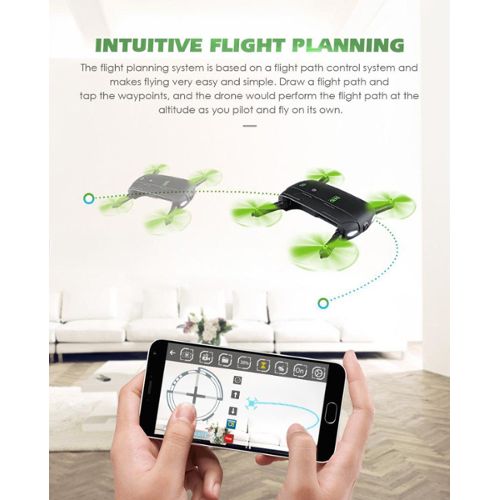 INTUITIVE FLIGHT PLANNING
The flight planning system is based on a flight path control system and
makes flying very easy and simple. Draw a flight path and
tap the waypoints, and the drone would perform the flight path at the
altitude as you pilot and fly on its own.